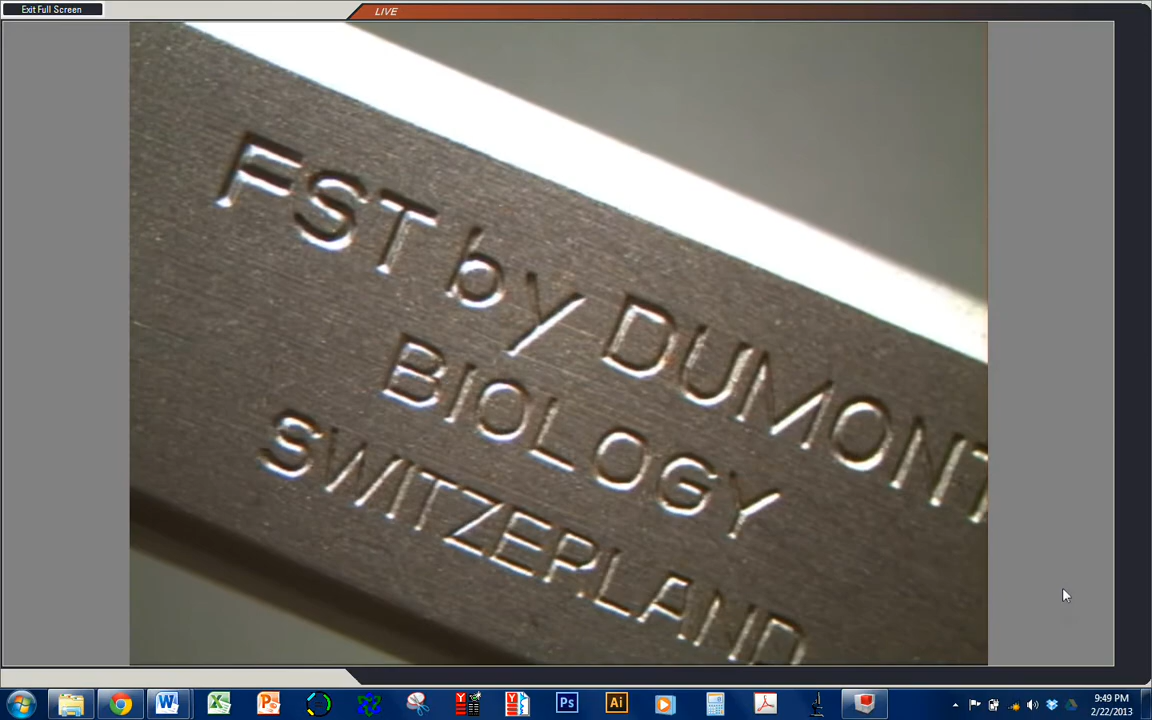 Exit Full Screen
LIVE
FST by DUMONT
BIOLOGY
SWITZERLAND
9:49 PM
2/22/2013